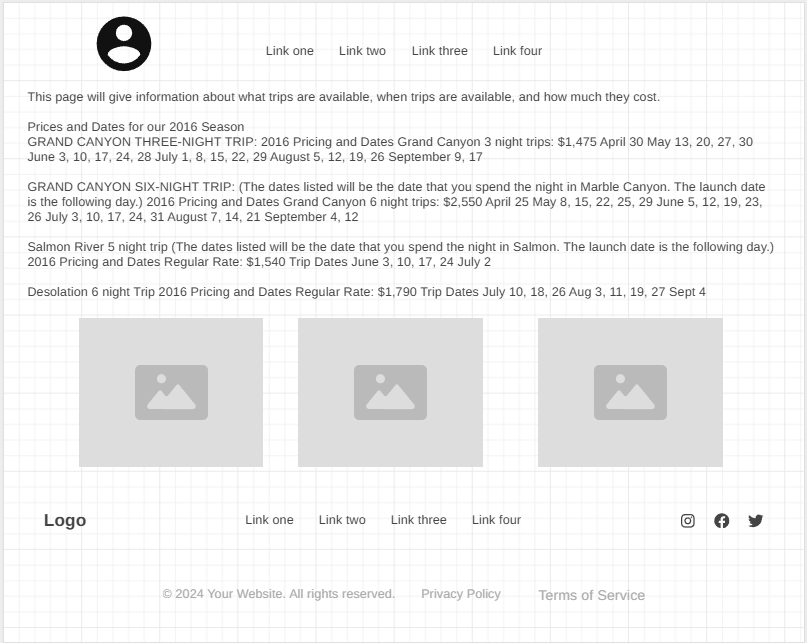 Link one Link two Link three Link four
This page will give information about what trips are available, when trips are available, and how much they cost.
Prices and Dates for our 2016 Season
GRAND CANYON THREE-NIGHT TRIP: 2016 Pricing and Dates Grand Canyon 3 night trips: $1,475 April 30 May 13, 20, 27, 30
June 3, 10, 17, 24, 28 July 1, 8, 15, 22, 29 August 5, 12, 19, 26 September 9, 17
GRAND CANYON SIX-NIGHT TRIP: (The dates listed will be the date that you spend the night in Marble Canyon. The launch date
is the following day.) 2016 Pricing and Dates Grand Canyon 6 night trips: $2,550 April 25 May 8, 15, 22, 25, 29 June 5, 12, 19, 23,
26 July 3, 10, 17, 24, 31 August 7, 14, 21 September 4, 12
Salmon River 5 night trip (The dates listed will be the date that you spend the night in Salmon. The launch date is the following day.)
2016 Pricing and Dates Regular Rate: $1,540 Trip Dates June 3, 10, 17, 24 July 2
Desolation 6 night Trip 2016 Pricing and Dates Regular Rate: $1,790 Trip Dates July 10, 18, 26 Aug 3, 11, 19, 27 Sept 4
Logo Link one Link two Link three Link four
© 2024 Your Website. All rights reserved. Privacy Policy Terms of Service